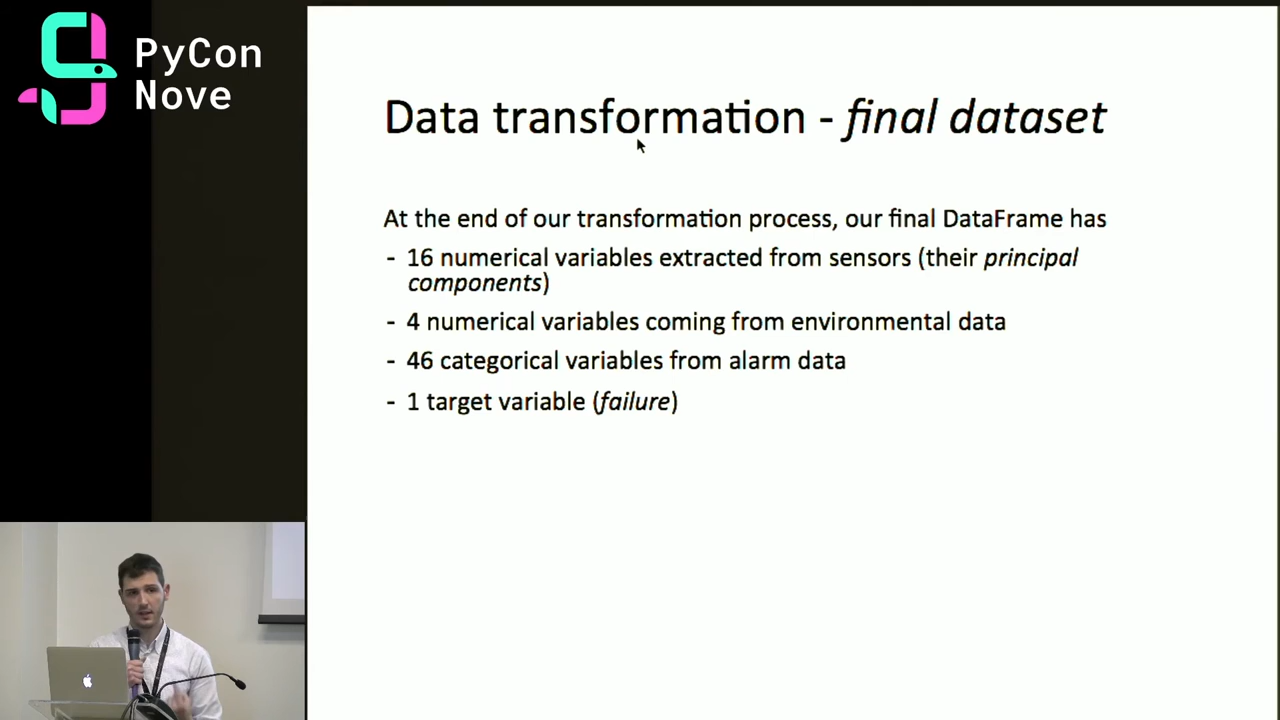 PyCon
Nove
Data transformation - final dataset
At the end of our transformation process, our final DataFrame has
- 16 numerical variables extracted from sensors (their principal
components)
- 4 numerical variables coming from environmental data
- 46 categorical variables from alarm data
- 1 target variable (failure)